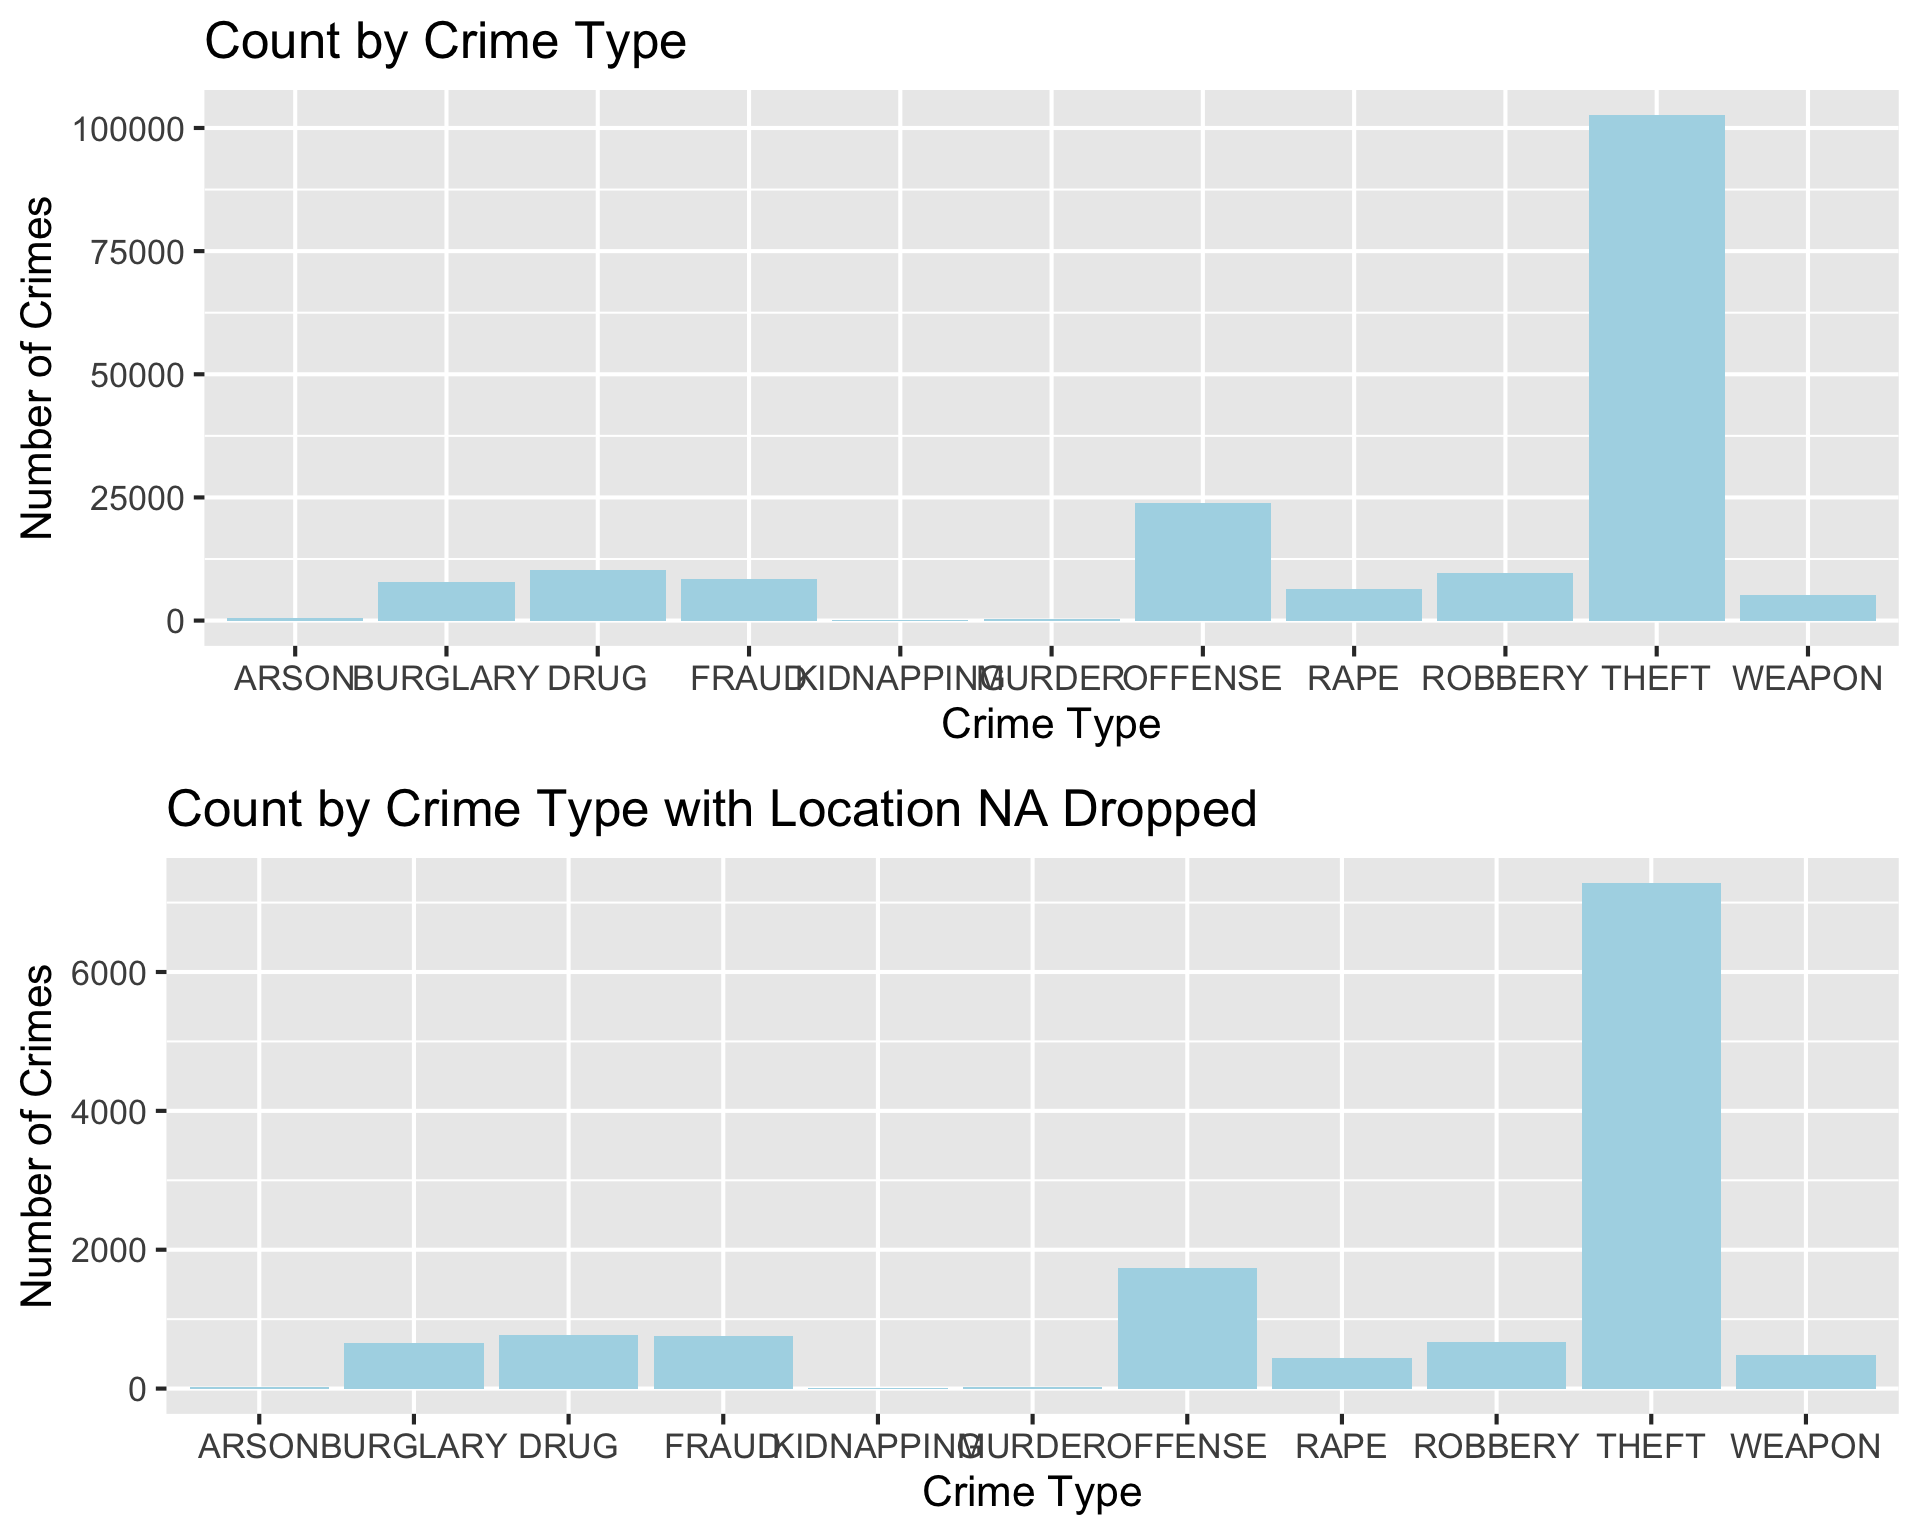 Count by Crime Type
Number of Crimes
100000
75000
50000
25000
0
ARSON BURGLARY DRUG FRAUD KIDNAPPING MURDER OFFENSE RAPE ROBBERY THEFT WEAPON
Crime Type
Count by Crime Type with Location NA Dropped
Number of Crimes
6000
4000
2000
0
ARSON BURGLARY DRUG FRAUD KIDNAPPING MURDER OFFENSE RAPE ROBBERY THEFT WEAPON
Crime Type